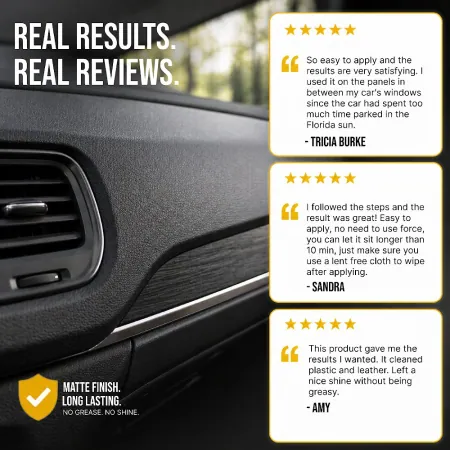 REAL RESULTS.
REAL REVIEWS.
So easy to apply and the
results are very satisfying. I
used it on the panels in
between my car's windows
since the car had spent too
much time parked in the
Florida sun.
- TRICIA BURKE
I followed the steps and the
result was great! Easy to
apply, no need to use force,
you can let it sit longer than
10 min, just make sure you
use a lent free cloth to wipe
after applying.
- SANDRA
This product gave me the
results I wanted. It cleaned
plastic and leather. Left a
nice shine without being
greasy.
- AMY
MATTE FINISH.
LONG LASTING.
NO GREASE. NO SHINE.